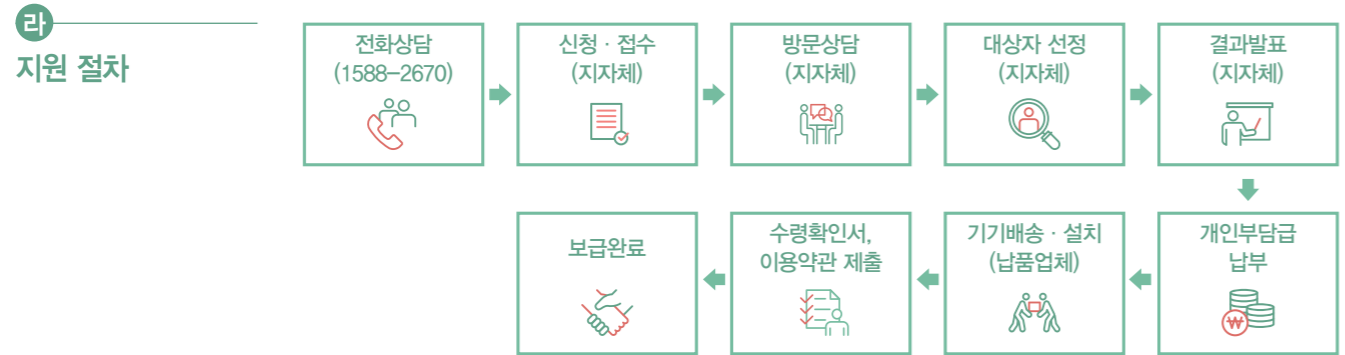 라
지원 절차
전화상담
(1588-2670)
신청 · 접수
(지자체)
방문상담
(지자체)
대상자 선정
(지자체)
결과발표
(지자체)
개인부담급
납부
기기배송 · 설치
(납품업체)
수령확인서,
이용약관 제출
보급완료